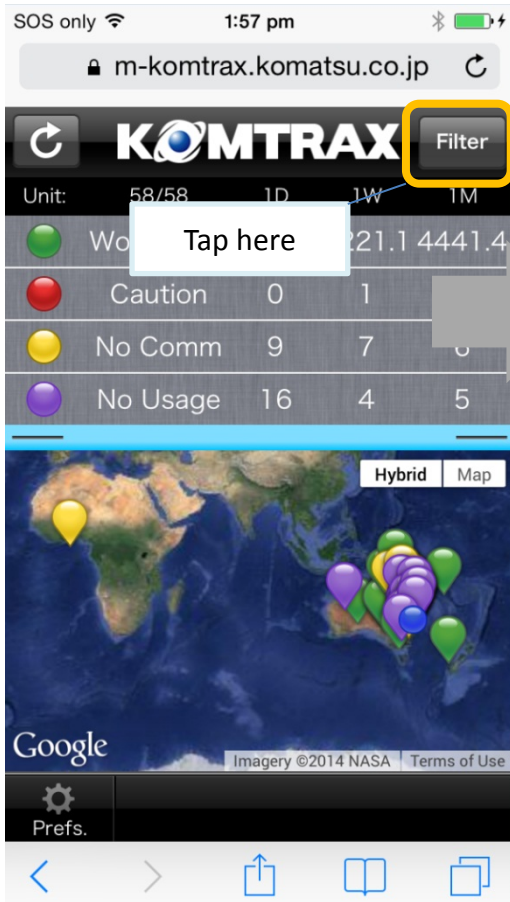 SOS only 1:57 pm
m-komtrax.komatsu.co.jp
KOMTRAX Filter
Unit: 58/58 1D 1W 1M
Tap here
4441.4
Caution 0 1
No Comm 9 7
No Usage 16 4 5
Hybrid Map
Google
Imagery ©2014 NASA Terms of Use
Prefs.